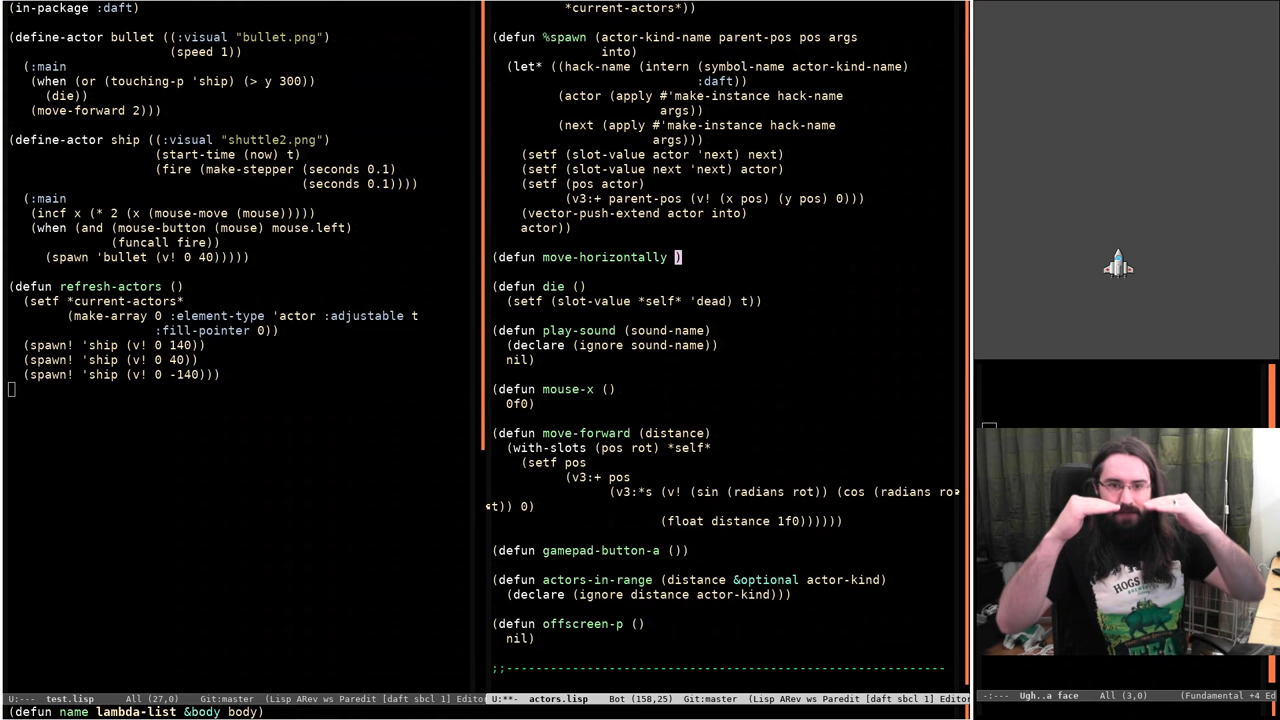 (in-package :daft)
(define-actor bullet ((:visual "bullet.png")
(speed 1))
(:main
(when (or (touching-p 'ship) (> y 300))
(die))
(move-forward 2)))
(define-actor ship ((:visual "shuttle2.png")
(start-time (now) t)
(fire (make-stepper (seconds 0.1)
(seconds 0.1))))
(:main
(incf x (* 2 (x (mouse-move (mouse)))))
(when (and (mouse-button (mouse) mouse.left)
(funcall fire))
(spawn 'bullet (v! 0 40)))))
(defun refresh-actors ()
(setf *current-actors*
(make-array 0 :element-type 'actor :adjustable t
:fill-pointer 0))
(spawn! 'ship (v! 0 140))
(spawn! 'ship (v! 0 40))
(spawn! 'ship (v! 0 -140)))
U:--- test.lisp All (27,0) Git:master (Lisp ARev ws Paredit [daft sbcl 1] Editor
*current-actors*))
(defun %spawn (actor-kind-name parent-pos pos args
into)
(let* ((hack-name (intern (symbol-name actor-kind-name)
:daft))
(actor (apply #'make-instance hack-name
args))
(next (apply #'make-instance hack-name
args)))
(setf (slot-value actor 'next) next)
(setf (slot-value next 'next) actor)
(setf (pos actor)
(v3:+ parent-pos (v! (x pos) (y pos) 0)))
(vector-push-extend actor into)
actor))
(defun move-horizontally )
(defun die ()
(setf (slot-value *self* 'dead) t))
(defun play-sound (sound-name)
(declare (ignore sound-name))
nil)
(defun mouse-x ()
0f0)
(defun move-forward (distance)
(with-slots (pos rot) *self*
(setf pos
(v3:+ pos
(v3:*s (v! (sin (radians rot)) (cos (radians ro
t)) 0)
(float distance 1f0))))))
(defun gamepad-button-a ())
(defun actors-in-range (distance &optional actor-kind)
(declare (ignore distance actor-kind)))
(defun offscreen-p ()
nil)
;;------------------------------------------------------------
U:**- actors.lisp Bot (158,25) Git:master (Lisp ARev ws Paredit [daft sbcl 1] Editor
HOGS
-:--- Ugh..a face All (3,0) (Fundamental +4 Ed
(defun name lambda-list &body body)